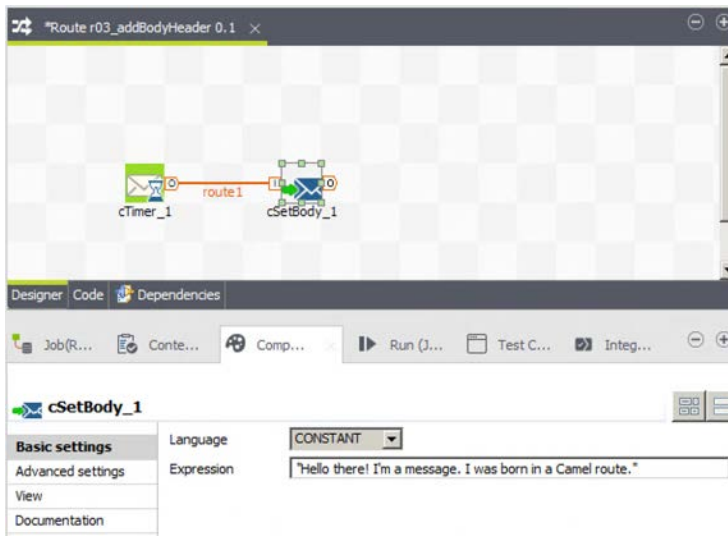 *Route r03_addBodyHeader 0.1
route1
cTimer_1
cSetBody_1
Designer Code Dependencies
Job(R... Conte... Comp... Run (J... Test C... Integ...
cSetBody_1
Basic settings
Language CONSTANT
Advanced settings
Expression "Hello there! I'm a message. I was born in a Camel route."
View
Documentation